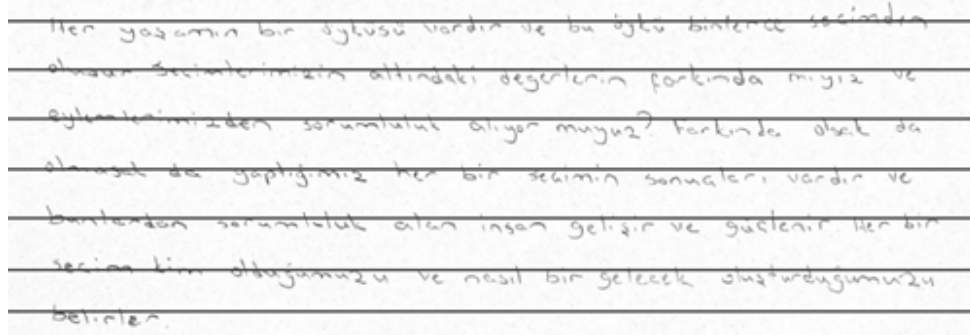 Her yaşamın bir öyküsü vardır ve bu öykü binlerce seçimden
oluşur. Seçimlerimizin altındaki değerlerin farkında mıyız ve
eylemlerimizden sorumluluk alıyor muyuz? Farkında olsak da
olmasak da yaptığımız her bir seçimin sonuçları vardır ve
bunlardan sorumluluk alan insan gelişir ve güçlenir. Her bir
seçim kim olduğumuzu ve nasıl bir gelecek oluşturduğumuzu
belirler.